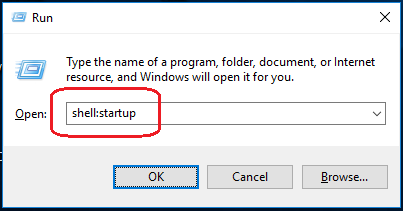 Run
Type the name of a program, folder, document, or Internet
resource, and Windows will open it for you.
Open: shell:startup
OK Cancel Browse...